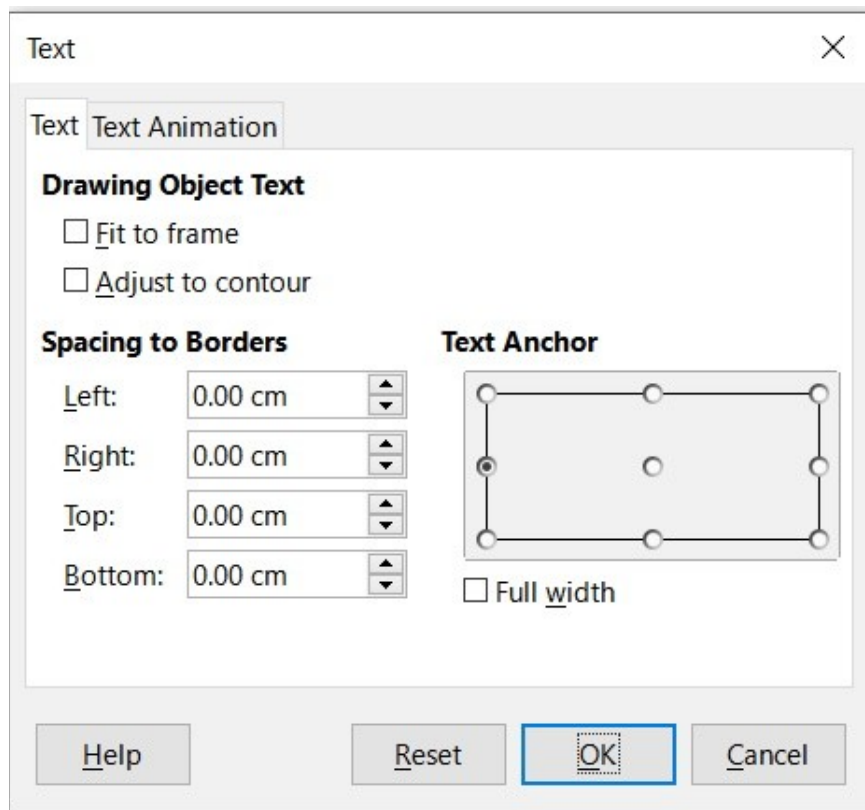 Text
Text Text Animation
Drawing Object Text
Fit to frame
Adjust to contour
Spacing to Borders
Left: 0.00 cm
Right: 0.00 cm
Top: 0.00 cm
Bottom: 0.00 cm
Text Anchor
Full width
Help Reset OK Cancel